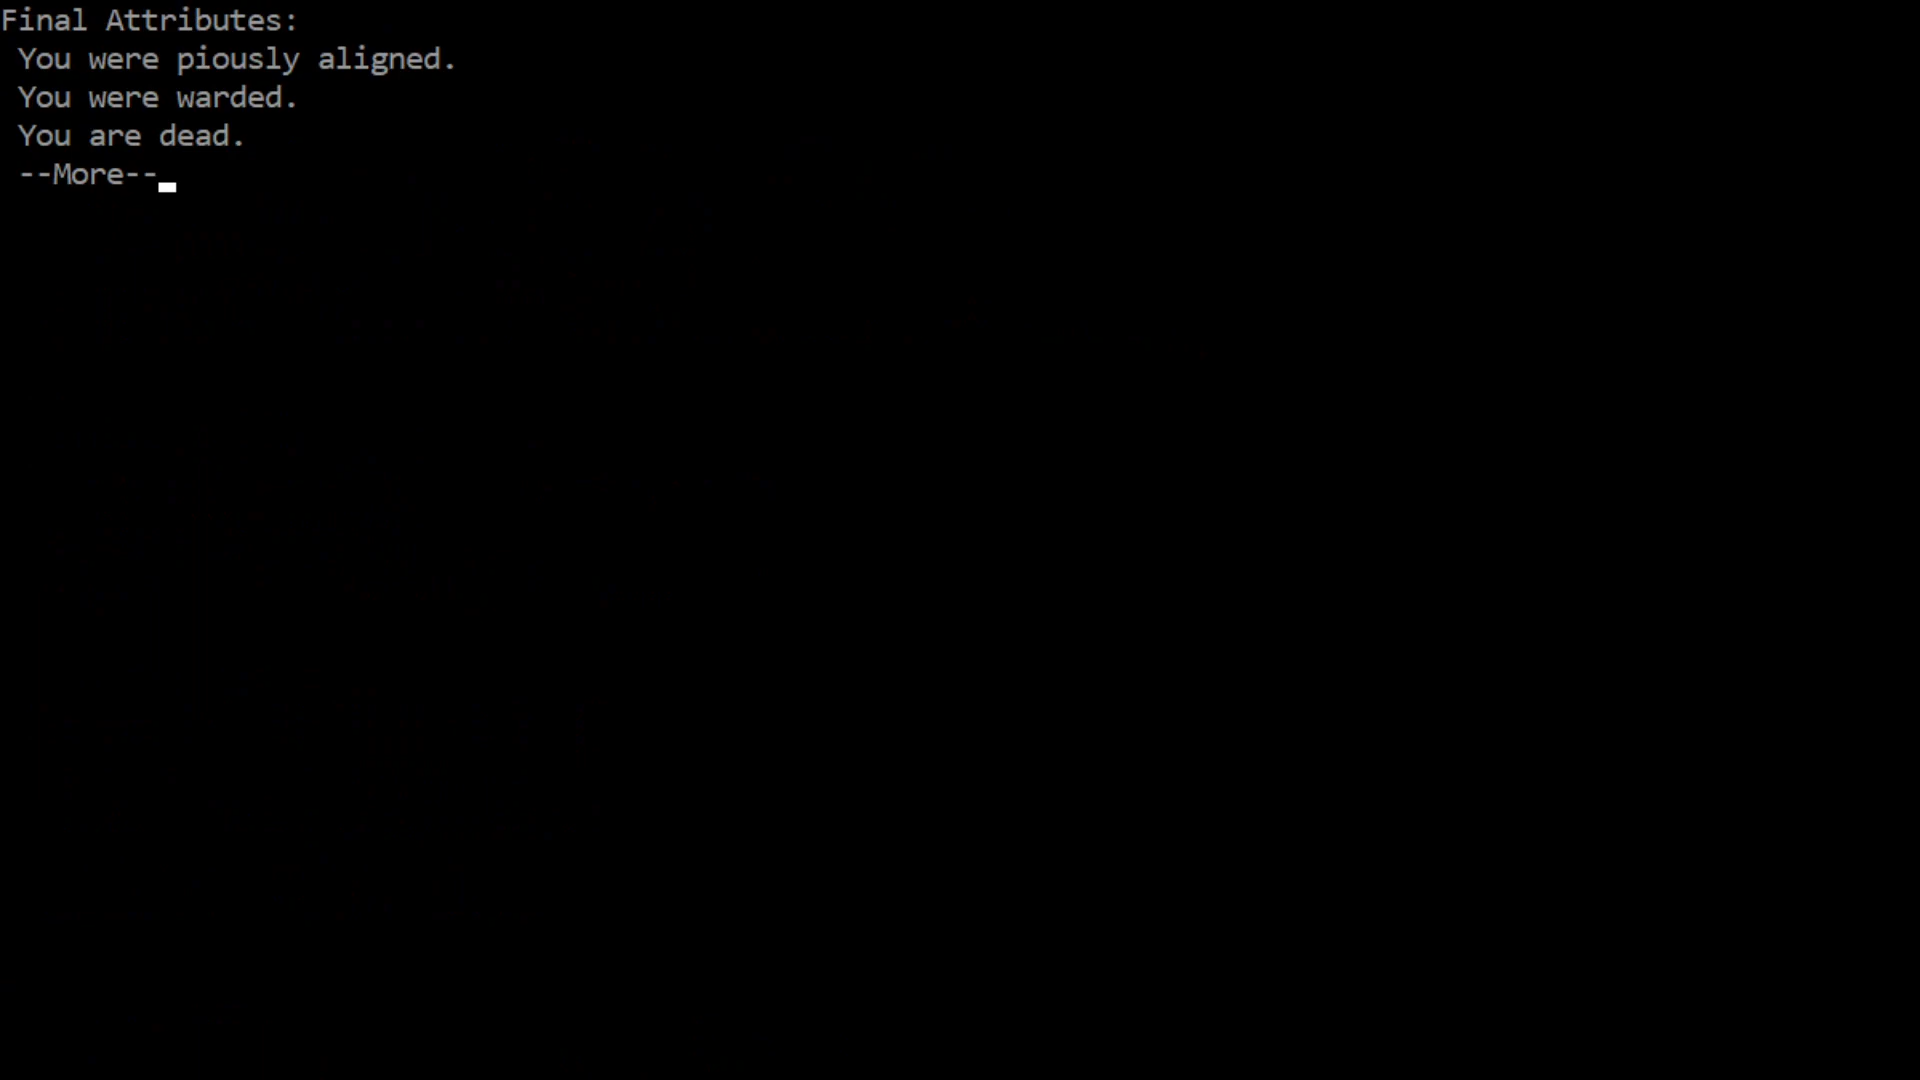 Final Attributes:
You were piously aligned.
You were warded.
You are dead.
--More--